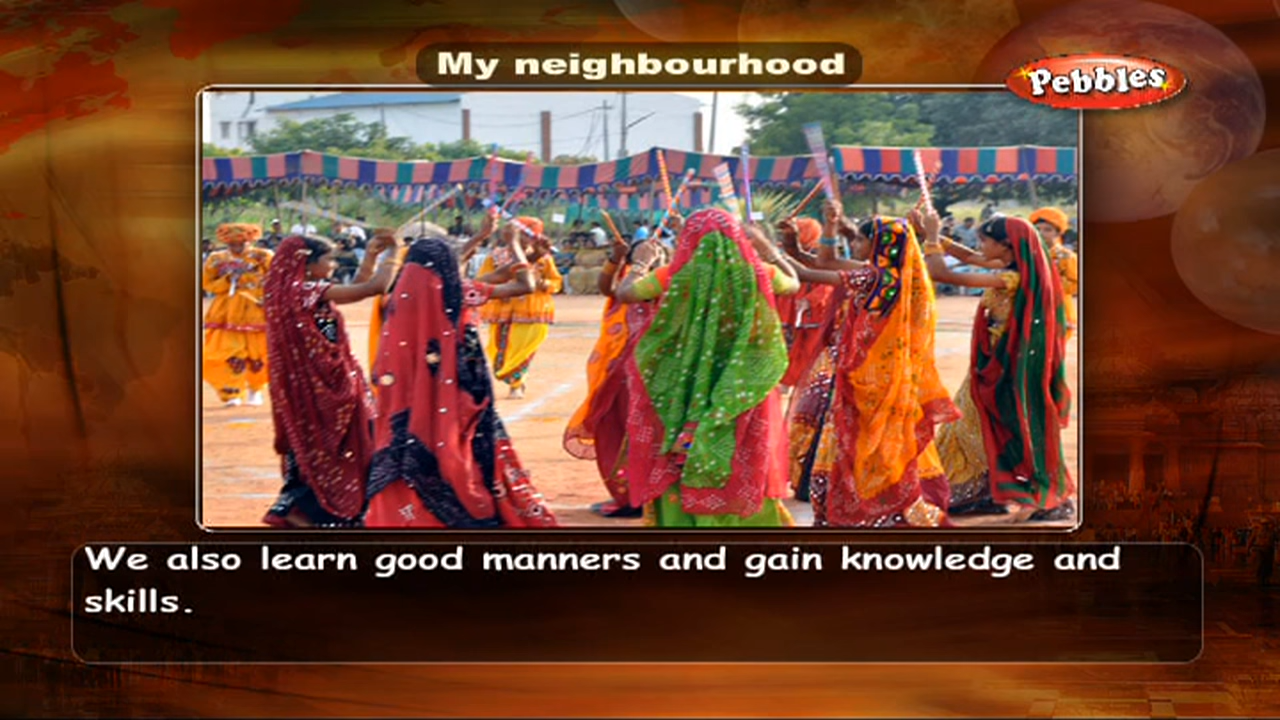 My neighbourhood
Pebbles
We also learn good manners and gain knowledge and
skills.